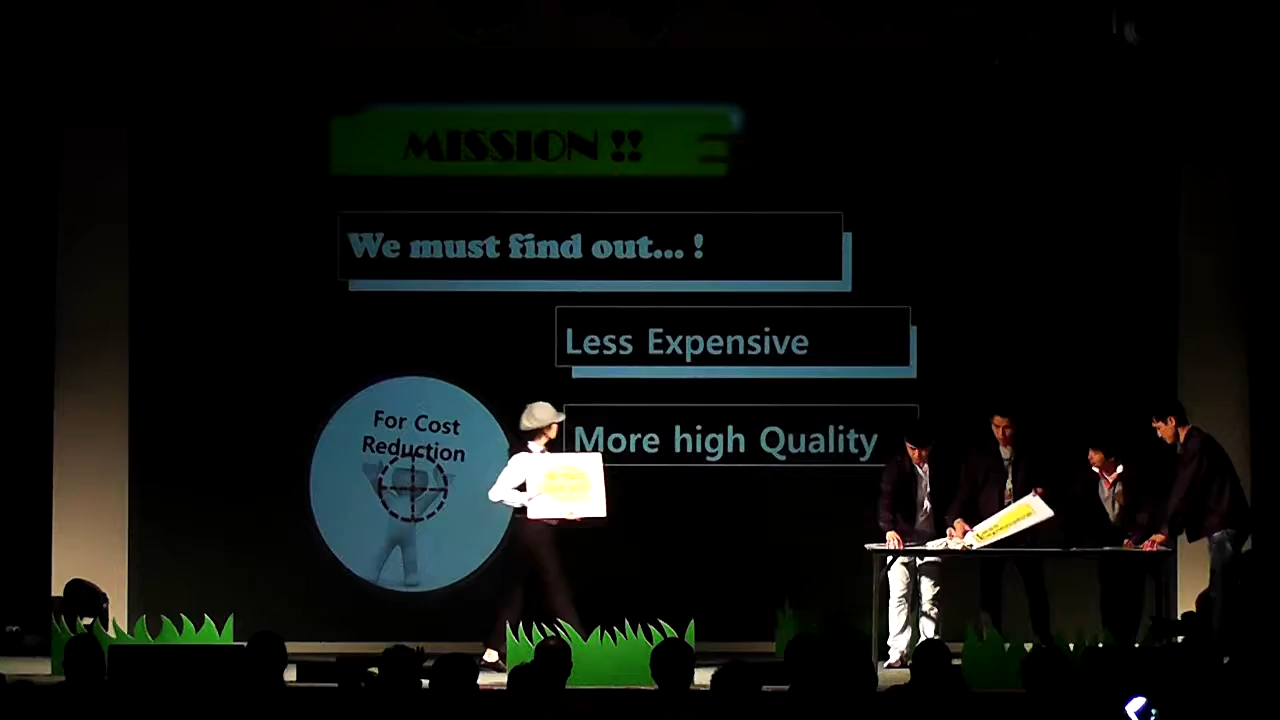 MISSION !!
We must find out... !
Less Expensive
For Cost
Reduction
More high Quality